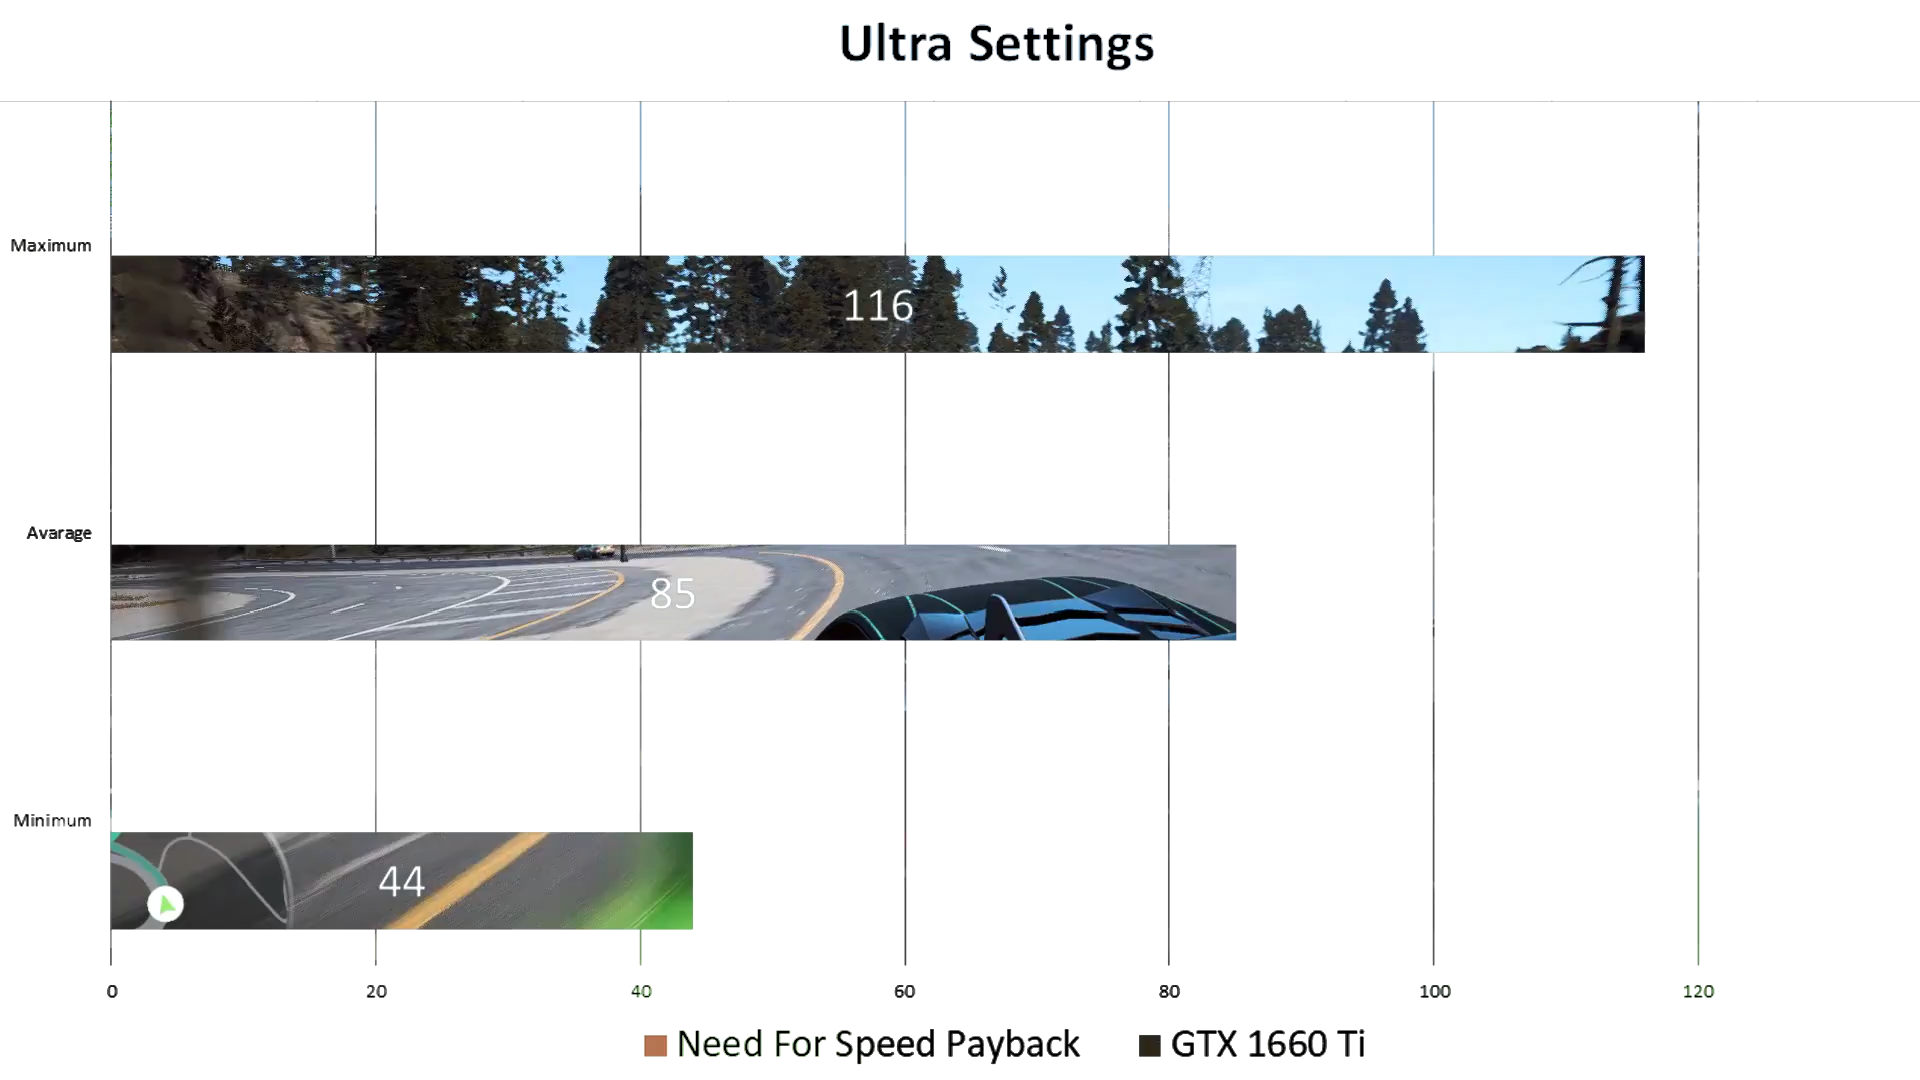 Ultra Settings
Maximum
116
Avarage
85
Minimum
44
0 20 40 60 80 100 120
Need For Speed Payback GTX 1660 Ti